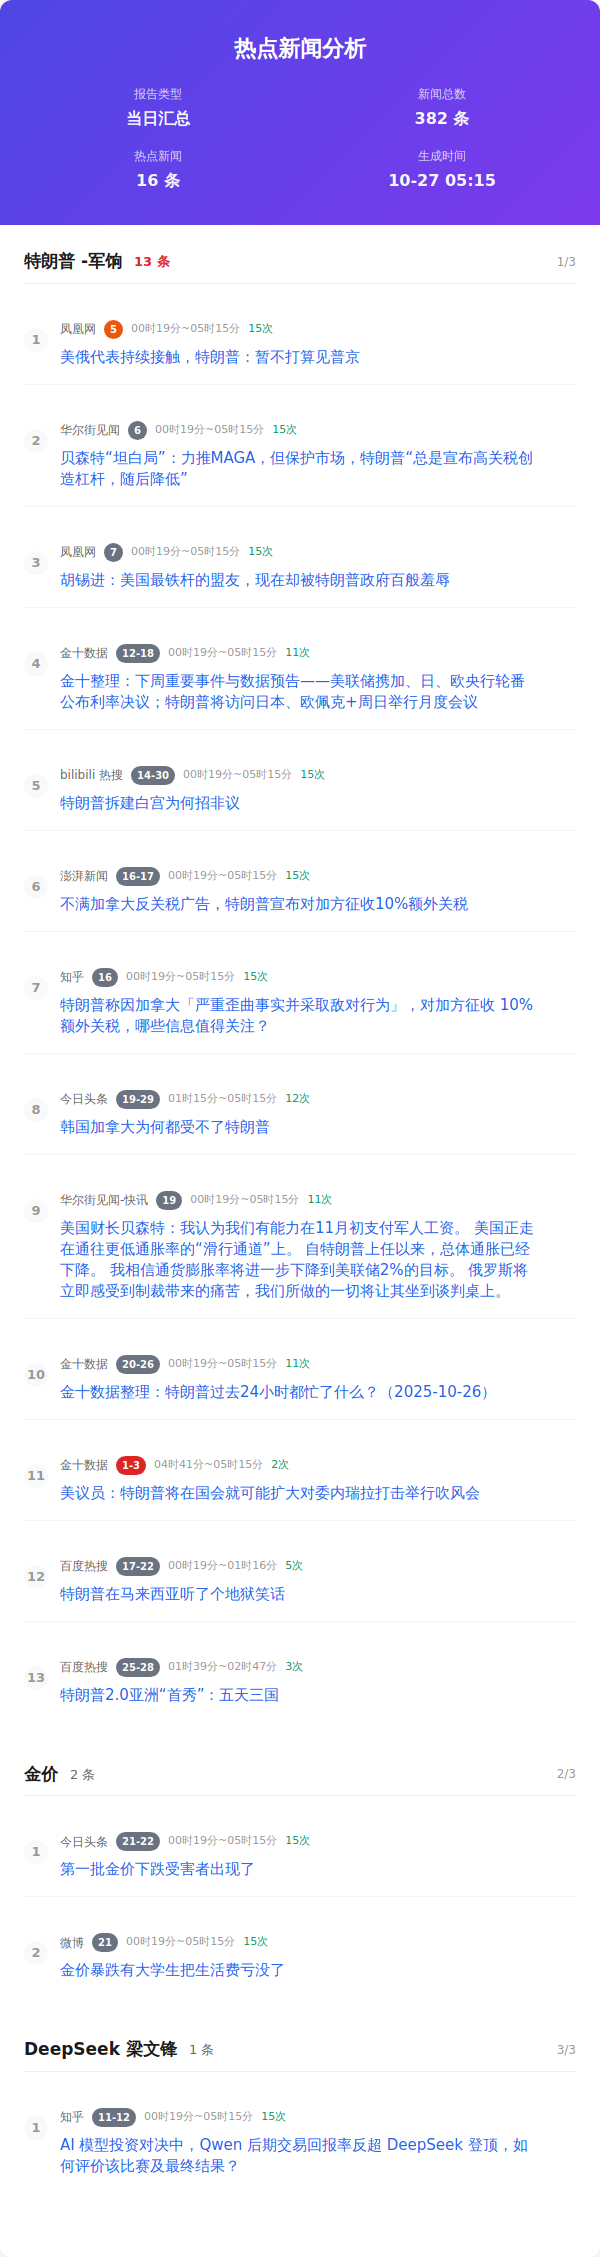 热点新闻分析
报告类型
新闻总数
当日汇总
382 条
热点新闻
生成时间
16 条
10-27 05:15
特朗普 -军饷 13 条 1/3
1
凤凰网 5 00时19分~05时15分 15次
美俄代表持续接触，特朗普：暂不打算见普京
2
华尔街见闻 6 00时19分~05时15分 15次
贝森特“坦白局”：力推MAGA，但保护市场，特朗普“总是宣布高关税创
造杠杆，随后降低”
3
凤凰网 7 00时19分~05时15分 15次
胡锡进：美国最铁杆的盟友，现在却被特朗普政府百般羞辱
4
金十数据 12-18 00时19分~05时15分 11次
金十整理：下周重要事件与数据预告——美联储携加、日、欧央行轮番
公布利率决议；特朗普将访问日本、欧佩克+周日举行月度会议
5
bilibili 热搜 14-30 00时19分~05时15分 15次
特朗普拆建白宫为何招非议
6
澎湃新闻 16-17 00时19分~05时15分 15次
不满加拿大反关税广告，特朗普宣布对加方征收10%额外关税
7
知乎 16 00时19分~05时15分 15次
特朗普称因加拿大「严重歪曲事实并采取敌对行为」，对加方征收 10%
额外关税，哪些信息值得关注？
8
今日头条 19-29 01时15分~05时15分 12次
韩国加拿大为何都受不了特朗普
9
华尔街见闻-快讯 19 00时19分~05时15分 11次
美国财长贝森特：我认为我们有能力在11月初支付军人工资。 美国正走
在通往更低通胀率的“滑行通道”上。 自特朗普上任以来，总体通胀已经
下降。 我相信通货膨胀率将进一步下降到美联储2%的目标。 俄罗斯将
立即感受到制裁带来的痛苦，我们所做的一切将让其坐到谈判桌上。
10
金十数据 20-26 00时19分~05时15分 11次
金十数据整理：特朗普过去24小时都忙了什么？（2025-10-26）
11
金十数据 1-3 04时41分~05时15分 2次
美议员：特朗普将在国会就可能扩大对委内瑞拉打击举行吹风会
12
百度热搜 17-22 00时19分~01时16分 5次
特朗普在马来西亚听了个地狱笑话
13
百度热搜 25-28 01时39分~02时47分 3次
特朗普2.0亚洲“首秀”：五天三国
金价 2 条 2/3
1
今日头条 21-22 00时19分~05时15分 15次
第一批金价下跌受害者出现了
2
微博 21 00时19分~05时15分 15次
金价暴跌有大学生把生活费亏没了
DeepSeek 梁文锋 1 条 3/3
1
知乎 11-12 00时19分~05时15分 15次
AI 模型投资对决中，Qwen 后期交易回报率反超 DeepSeek 登顶，如
何评价该比赛及最终结果？